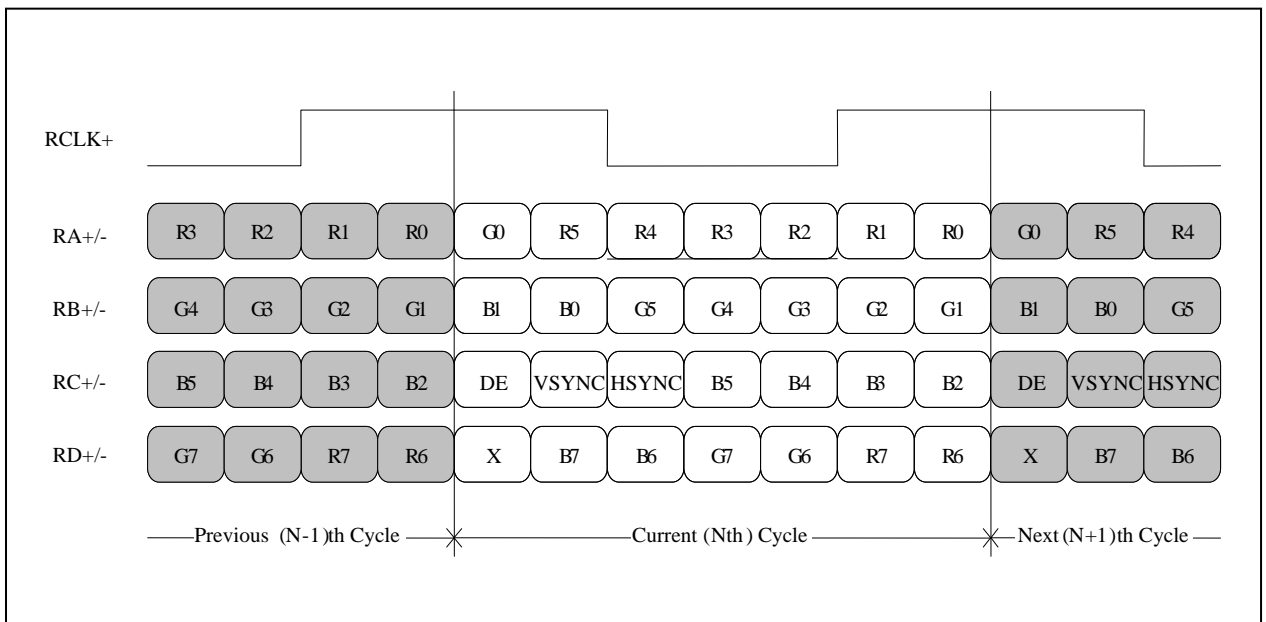 RCLK+
RA+/- R3 R2 R1 R0 G0 R5 R4 R3 R2 R1 R0 G0 R5 R4
RB+/- G4 G3 G2 G1 B1 B0 G5 G4 G3 G2 G1 B1 B0 G5
RC+/- B5 B4 B3 B2 DE VSYNC HSYNC B5 B4 B3 B2 DE VSYNC HSYNC
RD+/- G7 G6 R7 R6 X B7 B6 G7 G6 R7 R6 X B7 B6
Previous (N-1)th Cycle Current (Nth) Cycle Next (N+1)th Cycle